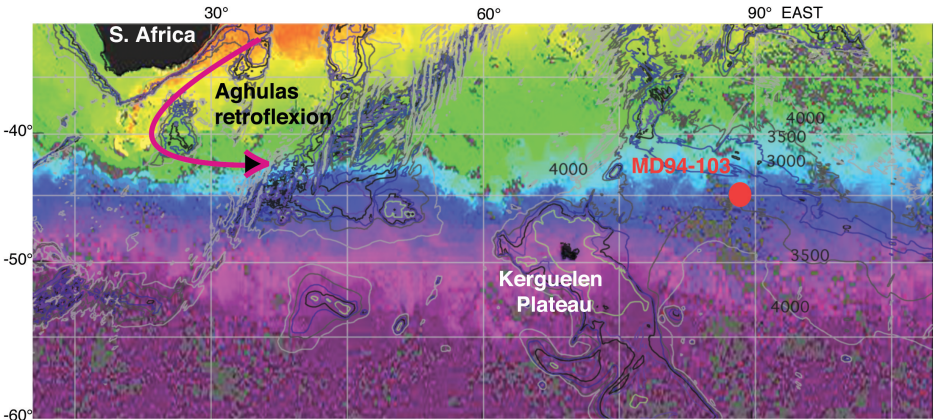 30° 60° 90° EAST
S. Africa
Aghulas
retroflexion
-40°
4000
3500
3000
4000
MD94-103
-50°
3500
Kerguelen
Plateau
4000
-60°